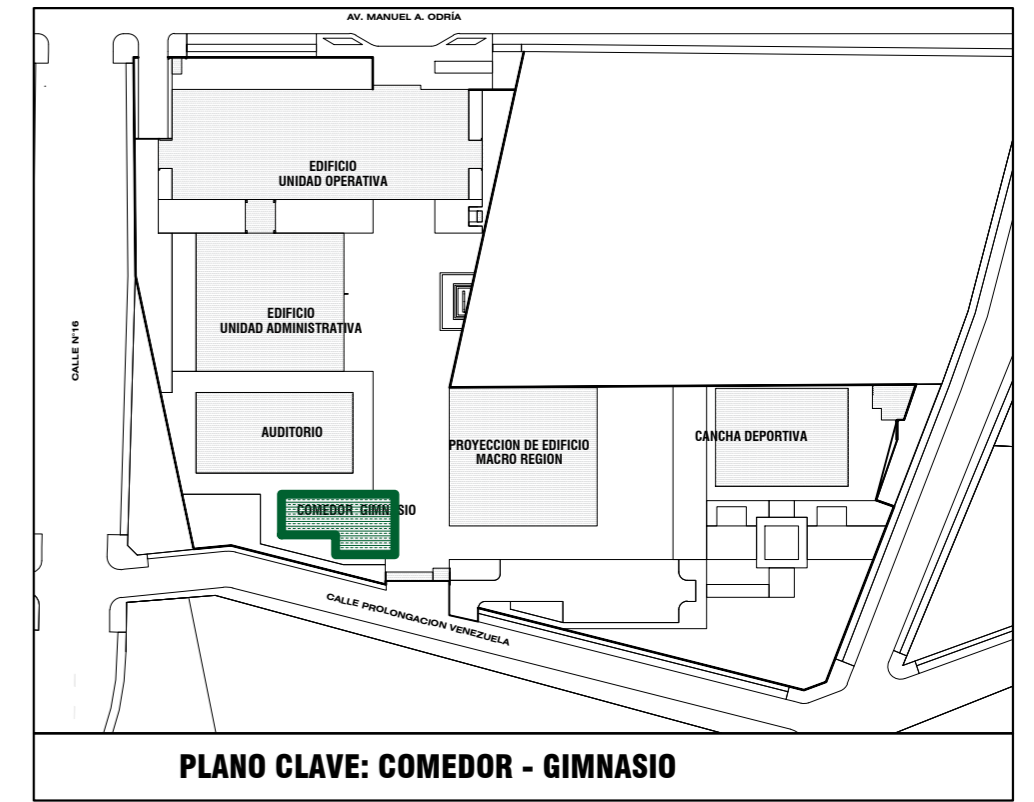 AV. MANUEL A. ODRÍA
EDIFICIO
UNIDAD OPERATIVA
EDIFICIO
UNIDAD ADMINISTRATIVA
CALLE N°16
AUDITORIO
PROYECCION DE EDIFICIO
MACRO REGION
CANCHA DEPORTIVA
COMEDOR GIMNASIO
CALLE PROLONGACION VENEZUELA
PLANO CLAVE: COMEDOR - GIMNASIO